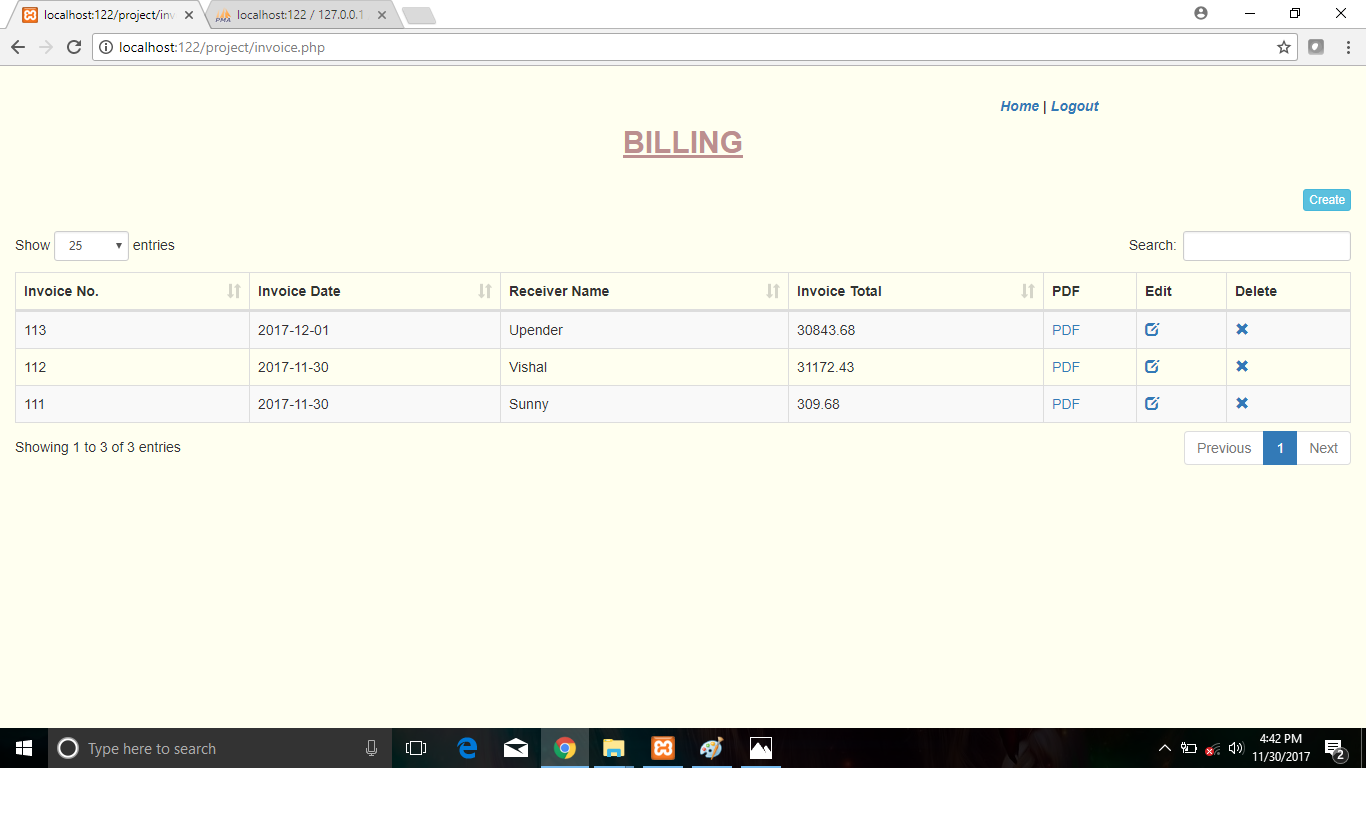 localhost:122/project/inv
localhost:122 / 127.0.0.1
localhost:122/project/invoice.php
Home | Logout
BILLING
Create
Show 25 entries
Search:
Invoice No. Invoice Date Receiver Name Invoice Total PDF Edit Delete
113 2017-12-01 Upender 30843.68 PDF
112 2017-11-30 Vishal 31172.43 PDF
111 2017-11-30 Sunny 309.68 PDF
Showing 1 to 3 of 3 entries
Previous 1 Next
Type here to search
4:42 PM
11/30/2017
2